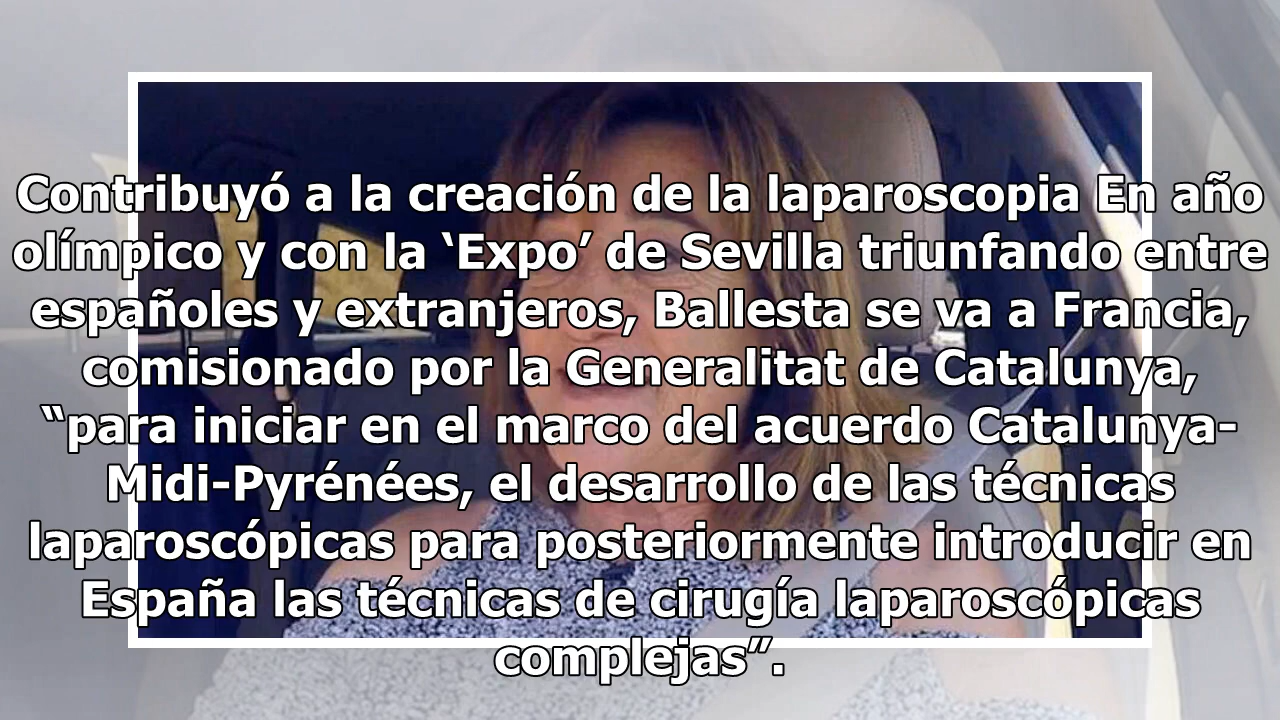 Contribuyó a la creación de la laparoscopia En año
olímpico y con la ‘Expo’ de Sevilla triunfando entre
españoles y extranjeros, Ballesta se va a Francia,
comisionado por la Generalitat de Catalunya,
“para iniciar en el marco del acuerdo Catalunya-
Midi-Pyrénées, el desarrollo de las técnicas
laparoscópicas para posteriormente introducir en
España las técnicas de cirugía laparoscópicas
complejas”.